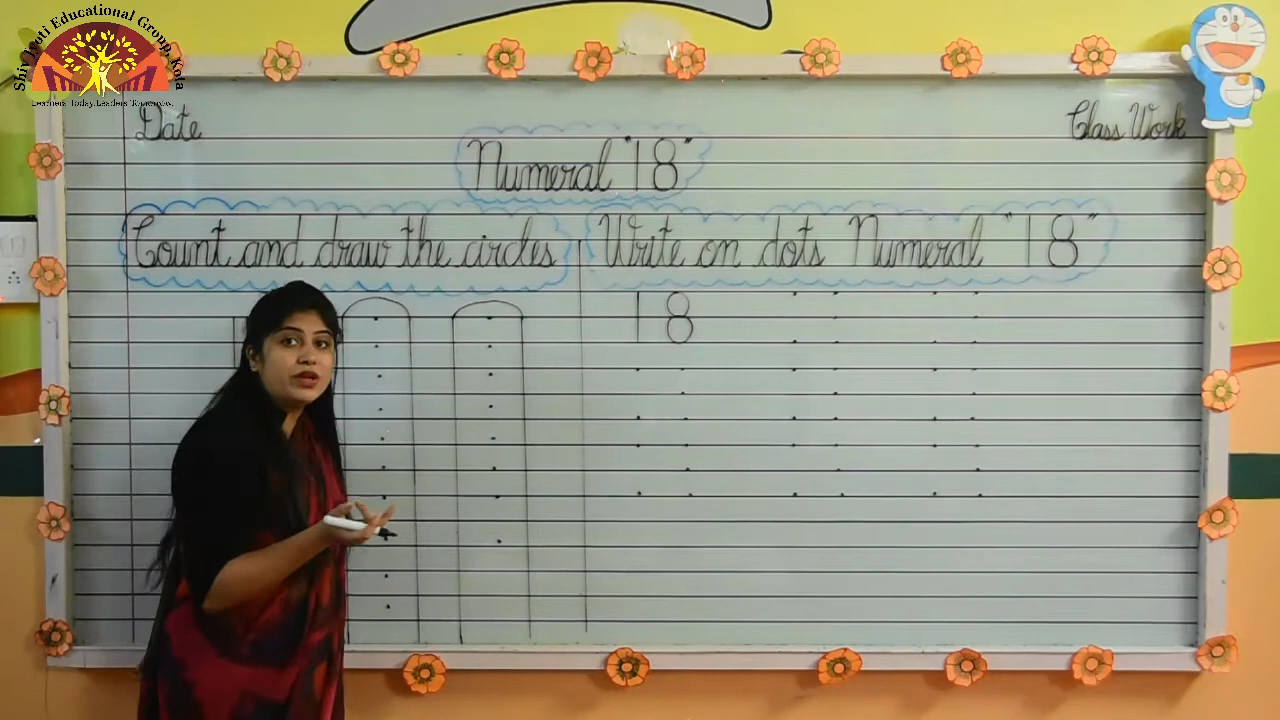 Shiv Jyoti Educational Group, Kota
Learners Today, Leaders Tomorrow.
Date
Class Work
Numeral "18"
Count and draw the circles
Write on dots Numeral "18"
18